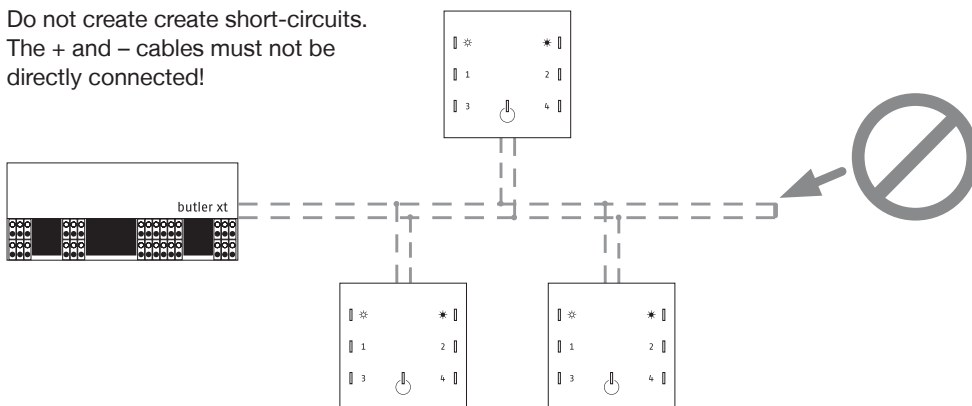 Do not create create short-circuits.
The + and – cables must not be
directly connected!
1 2
3 4
butler xt
1 2
3 4
1 2
3 4